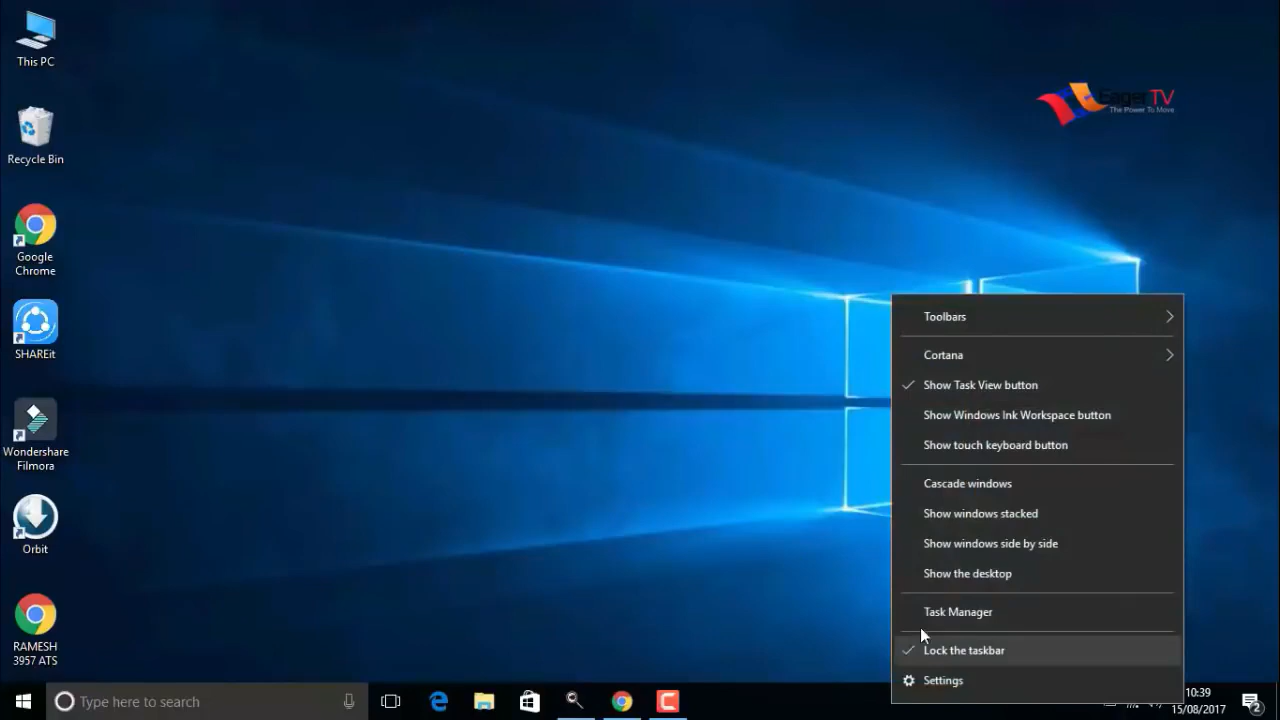 This PC
Recycle Bin
Google
Chrome
SHAREit
Wondershare
Filmora
Orbit
RAMESH
3957 ATS
EagerTV
The Power To Move
Toolbars
Cortana
Show Task View button
Show Windows Ink Workspace button
Show touch keyboard button
Cascade windows
Show windows stacked
Show windows side by side
Show the desktop
Task Manager
Lock the taskbar
Settings
Type here to search
10:39
15/08/2017
2